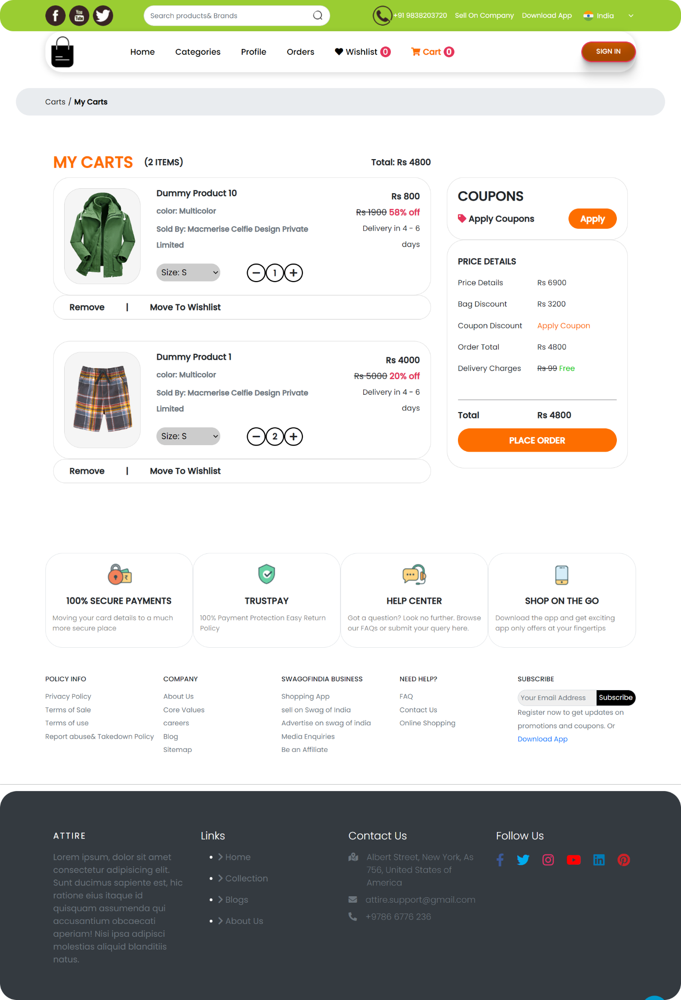 You
Tube
Search products& Brands
+91 9838203720
Sell On Company
Download App
India
Home
Categories
Profile
Orders
Wishlist 0
Cart 0
SIGN IN
Carts / My Carts
MY CARTS (2 ITEMS)
Total: Rs 4800
Dummy Product 10
color: Multicolor
Sold By: Macmerise Celfie Design Private
Limited
Rs 800
Rs 1900 58% off
Delivery in 4 - 6
days
Size: S
1
Remove | Move To Wishlist
Dummy Product 1
color: Multicolor
Sold By: Macmerise Celfie Design Private
Limited
Rs 4000
Rs 5000 20% off
Delivery in 4 - 6
days
Size: S
2
Remove | Move To Wishlist
COUPONS
Apply Coupons
Apply
PRICE DETAILS
Price Details Rs 6900
Bag Discount Rs 3200
Coupon Discount Apply Coupon
Order Total Rs 4800
Delivery Charges Rs 99 Free
Total Rs 4800
PLACE ORDER
100% SECURE PAYMENTS
Moving your card details to a much
more secure place
TRUSTPAY
100% Payment Protection Easy Return
Policy
HELP CENTER
Got a question? Look no further. Browse
our FAQs or submit your query here.
SHOP ON THE GO
Download the app and get exciting
app only offers at your fingertips
POLICY INFO
Privacy Policy
Terms of Sale
Terms of use
Report abuse& Takedown Policy
COMPANY
About Us
Core Values
careers
Blog
Sitemap
SWAGOFINDIA BUSINESS
Shopping App
sell on Swag of India
Advertise on swag of india
Media Enquiries
Be an Affiliate
NEED HELP?
FAQ
Contact Us
Online Shopping
SUBSCRIBE
Your Email Address
Subscribe
Register now to get updates on
promotions and coupons. Or
Download App
ATTIRE
Lorem ipsum, dolor sit amet
consectetur adipisicing elit.
Sunt ducimus sapiente est, hic
ratione eius itaque id
quisquam assumenda qui
accusantium obcaecati
aperiam! Nisi ipsa adipisci
molestias aliquid blanditiis
natus.
Links
Home
Collection
Blogs
About Us
Contact Us
Albert Street, New York, As
756, United States of
America
attire.support@gmail.com
+9786 6776 236
Follow Us